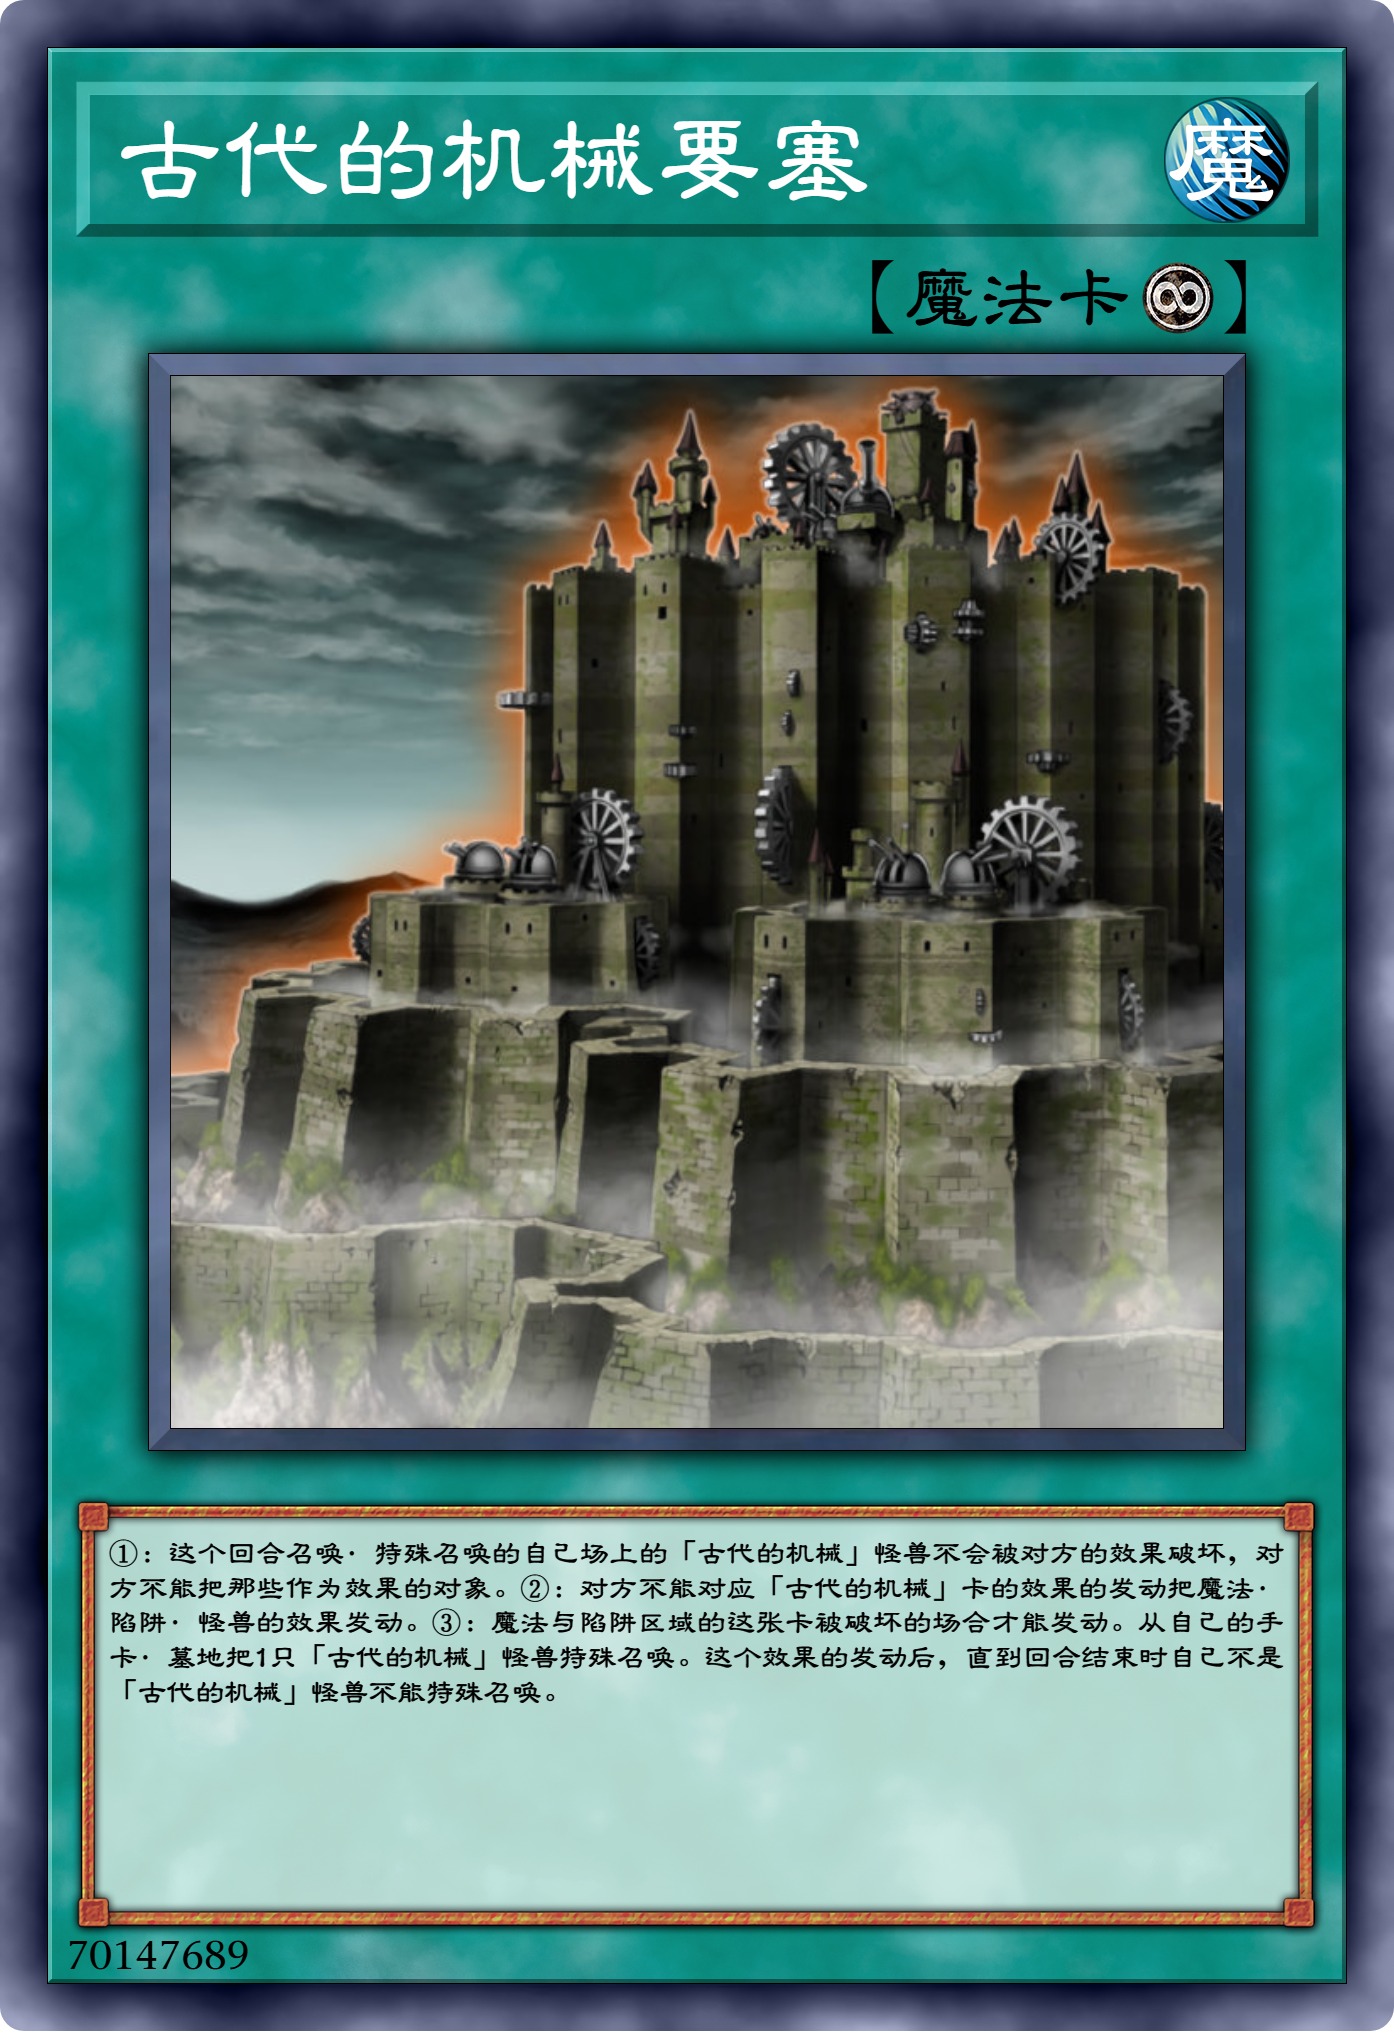 古代的机械要塞
魔
【魔法卡】
①：这个回合召唤·特殊召唤的自己场上的「古代的机械」怪兽不会被对方的效果破坏，对
方不能把那些作为效果的对象。②：对方不能对应「古代的机械」卡的效果的发动把魔法·
陷阱·怪兽的效果发动。③：魔法与陷阱区域的这张卡被破坏的场合才能发动。从自己的手
卡·墓地把1只「古代的机械」怪兽特殊召唤。这个效果的发动后，直到回合结束时自己不是
「古代的机械」怪兽不能特殊召唤。
70147689